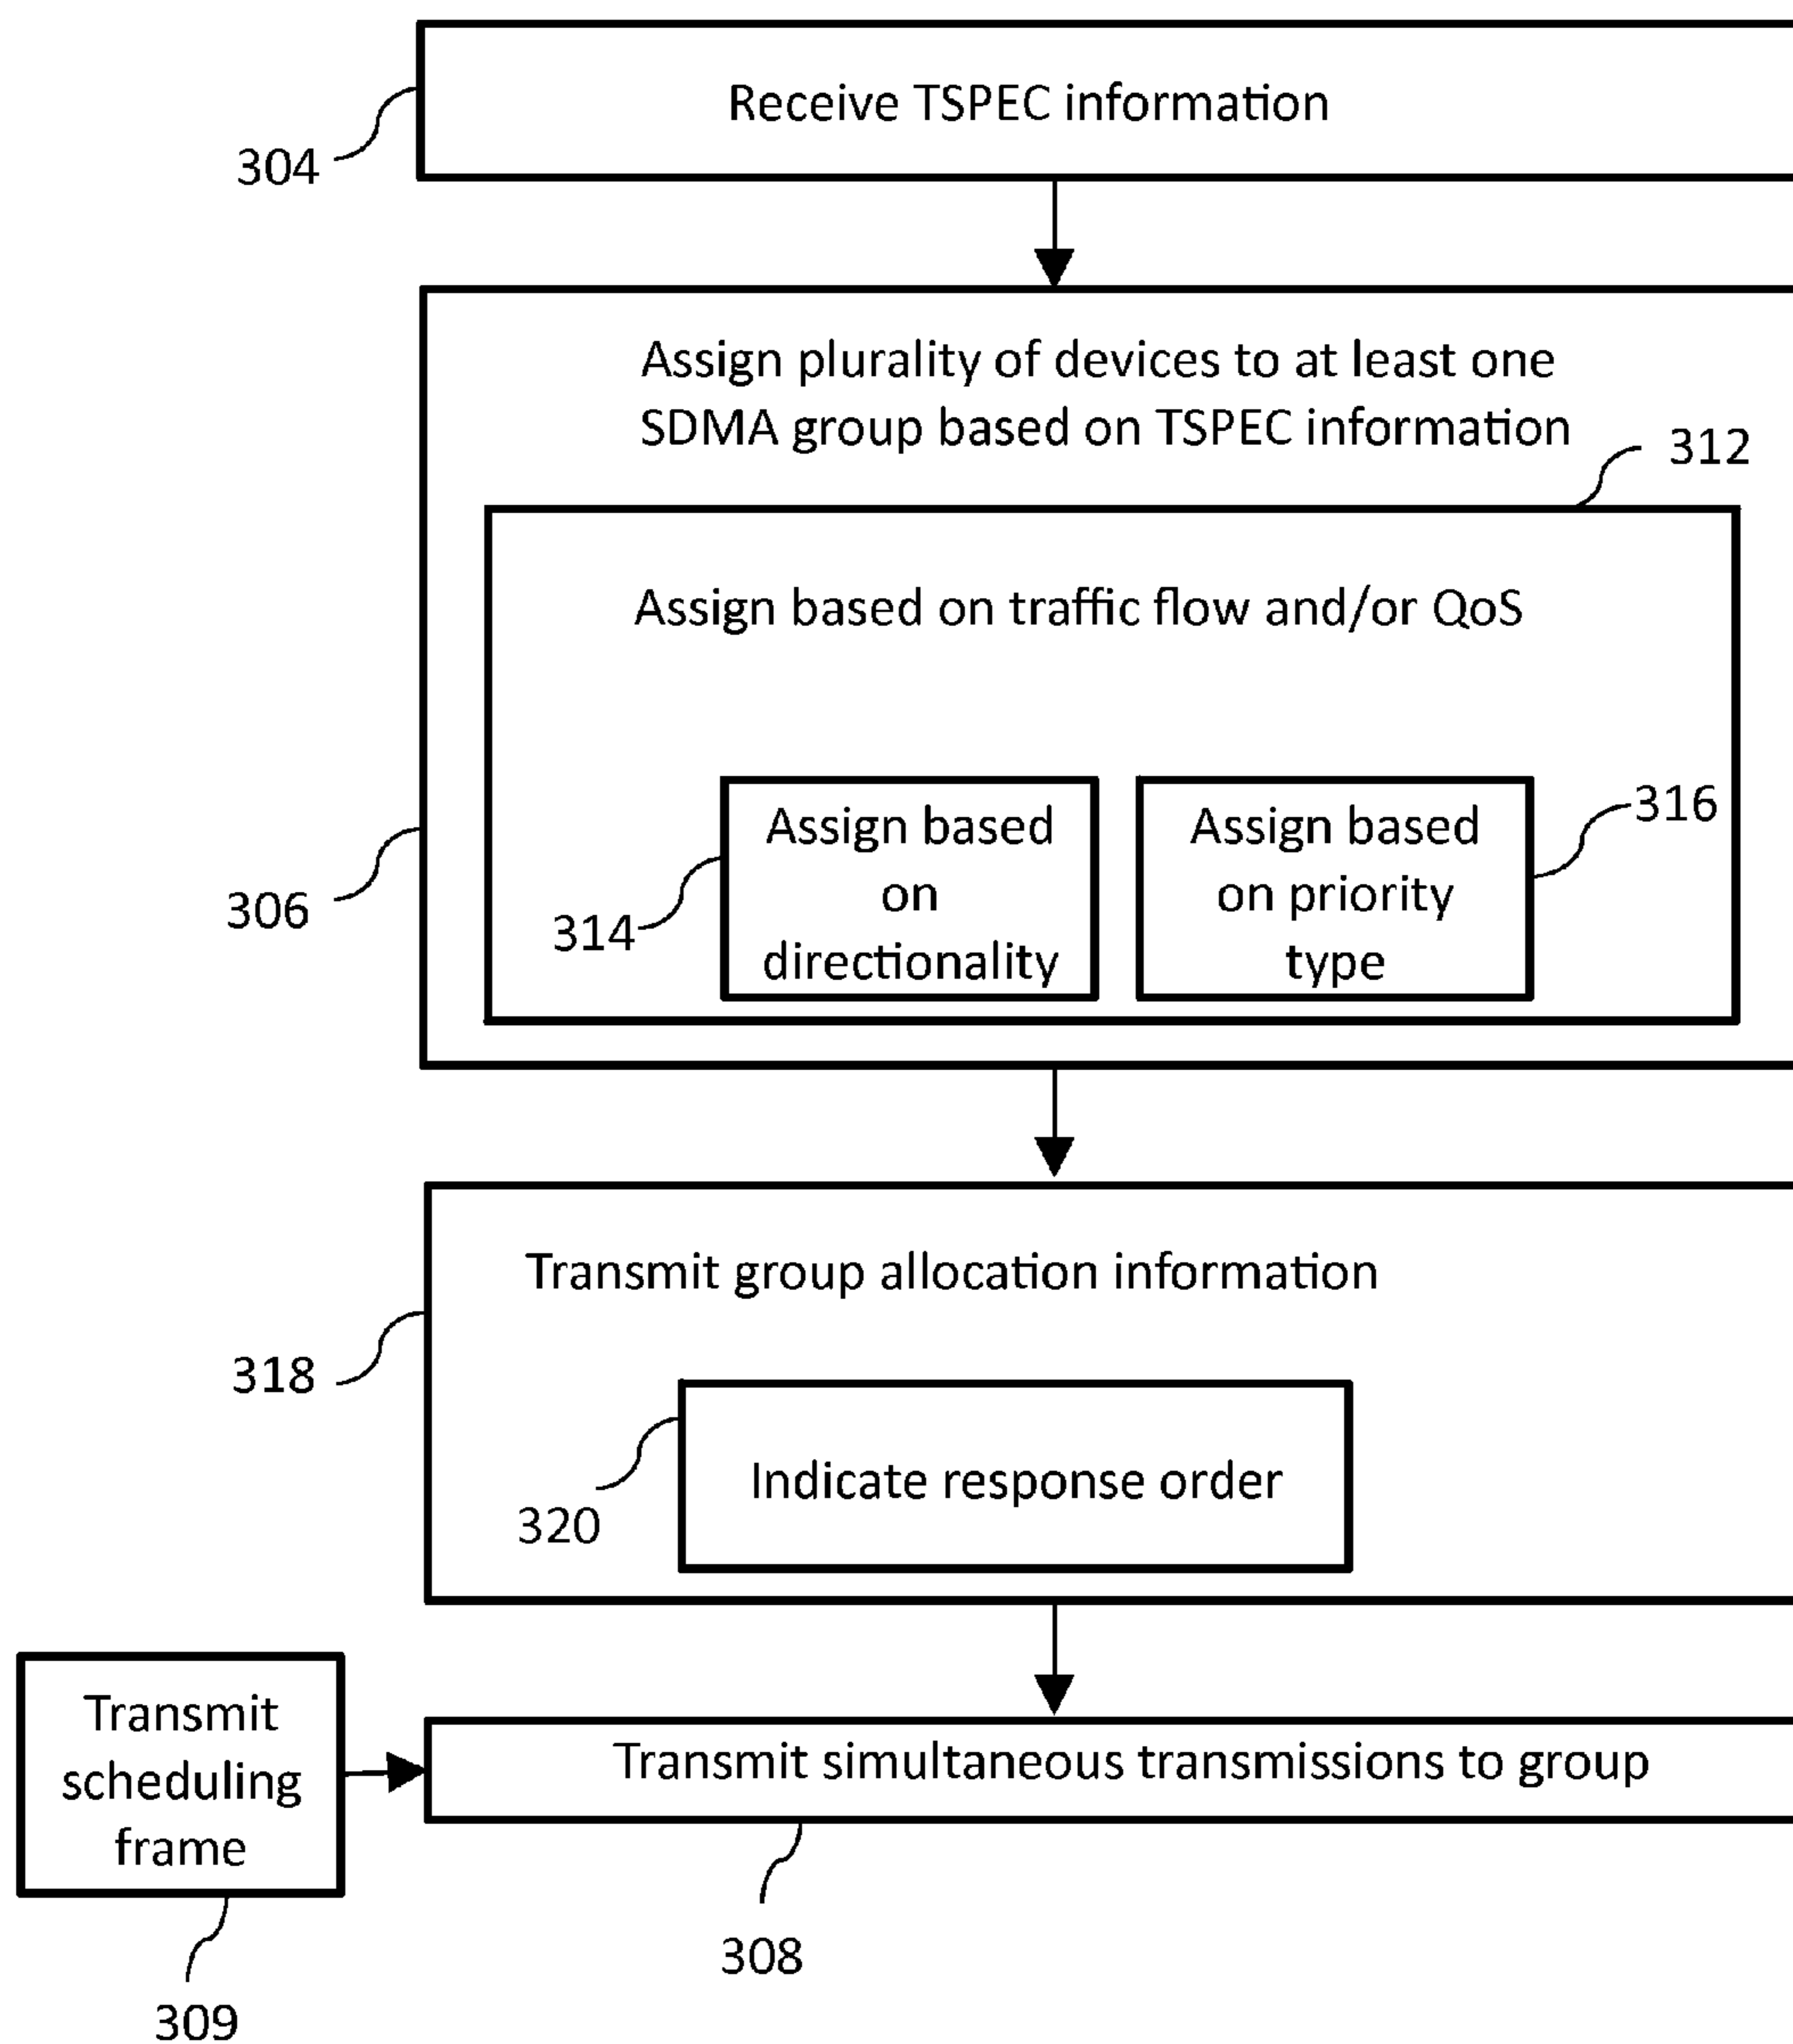 Receive TSPEC information
304
Assign plurality of devices to at least one
SDMA group based on TSPEC information
312
Assign based on traffic flow and/or QoS
Assign based
on
directionality
314
Assign based
on priority
type
316
306
Transmit group allocation information
318
Indicate response order
320
Transmit
scheduling
frame
309
Transmit simultaneous transmissions to group
308